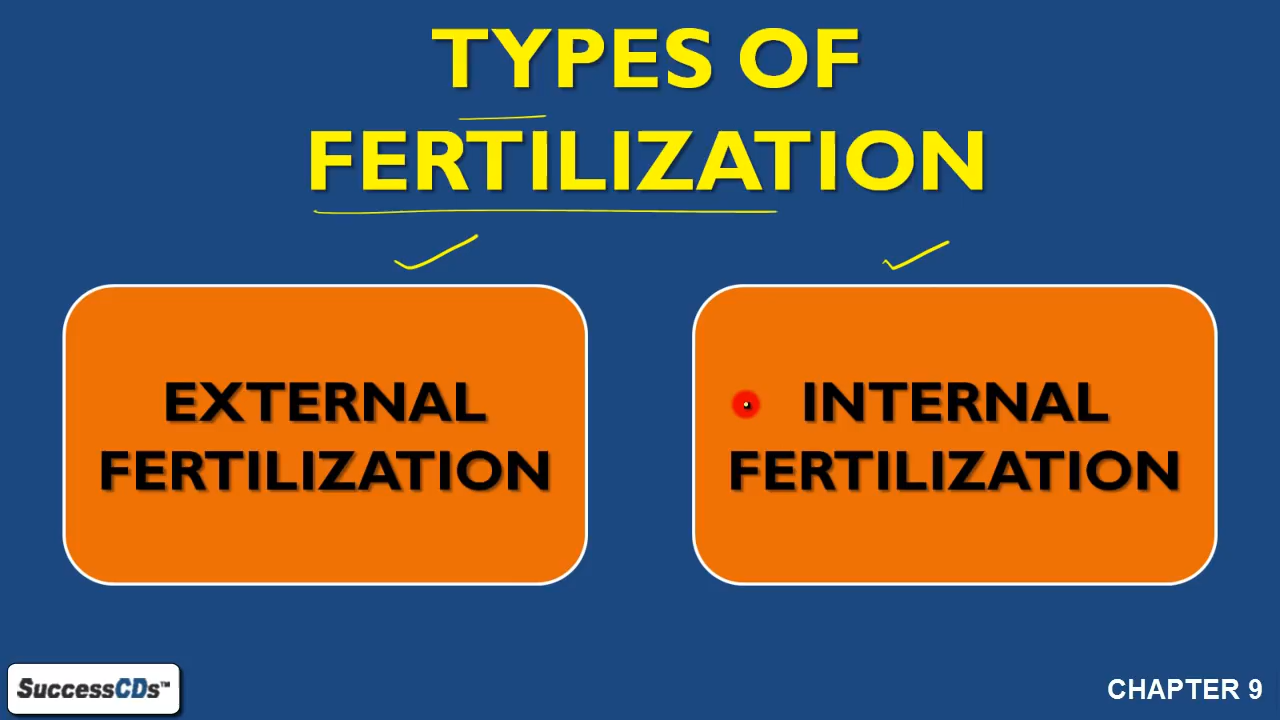 TYPES OF
FERTILIZATION
EXTERNAL
FERTILIZATION
INTERNAL
FERTILIZATION
SuccessCDs™
CHAPTER 9